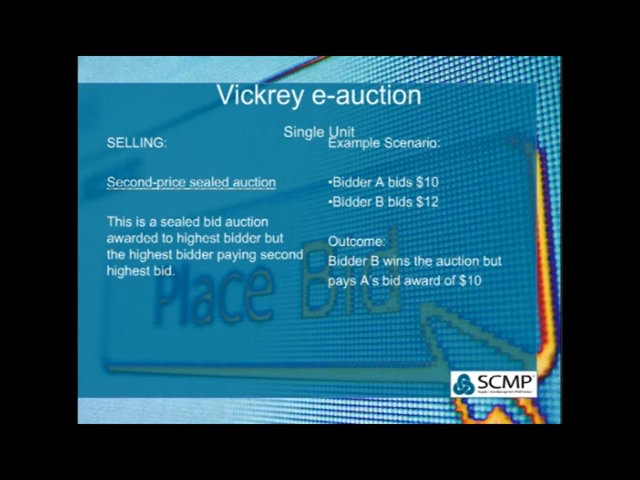 Vickrey e-auction
Single Unit
SELLING:
Second-price sealed auction
This is a sealed bid auction
awarded to highest bidder but
the highest bidder paying second
highest bid.
Example Scenario:
•Bidder A bids $10
•Bidder B bids $12
Outcome:
Bidder B wins the auction but
pays A's bid award of $10
Place Bid
SCMP